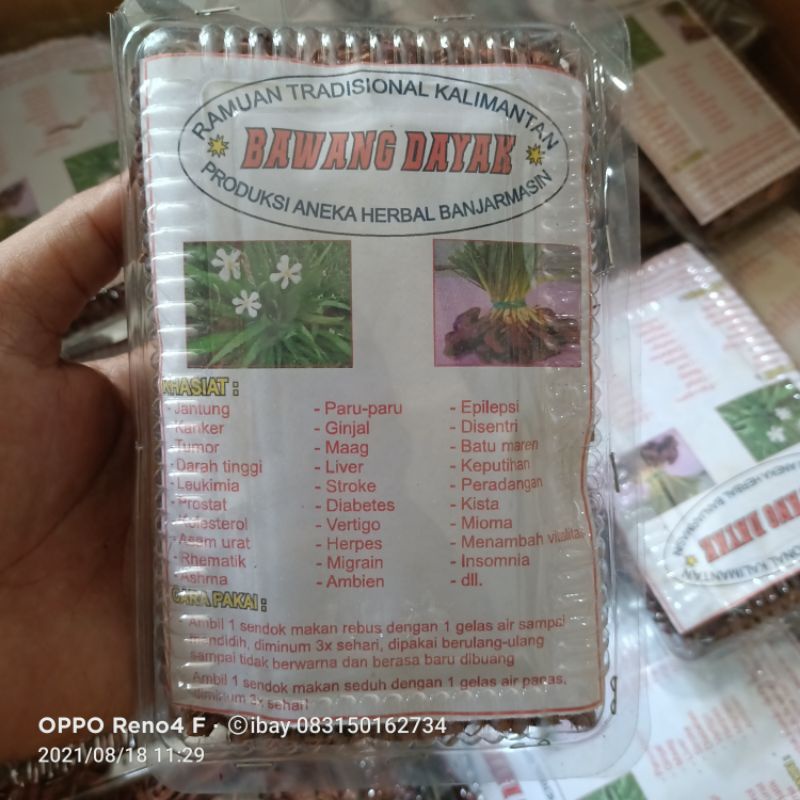 RAMUAN TRADISIONAL KALIMANTAN
BAWANG DAYAK
PRODUKSI ANEKA HERBAL BANJARMASIN
KHASIAT :
- Jantung
- Kanker
- Tumor
- Darah tinggi
- Leukimia
- Prostat
- Kolesterol
- Asam urat
- Rhematik
- Ashma
- Paru-paru
- Ginjal
- Maag
- Liver
- Stroke
- Diabetes
- Vertigo
- Herpes
- Migrain
- Ambien
- Epilepsi
- Disentri
- Batu maren
- Keputihan
- Peradangan
- Kista
- Mioma
- Menambah vitalitas
- Insomnia
- dll.
CARA PAKAI :
- Ambil 1 sendok makan rebus dengan 1 gelas air sampai
mendidih, diminum 3x sehari, dipakai berulang-ulang
sampai tidak berwarna dan berasa baru dibuang
- Ambil 1 sendok makan seduh dengan 1 gelas air panas,
diminum 3x sehari
OPPO Reno4 F · ©ibay 083150162734
2021/08/18 11:29